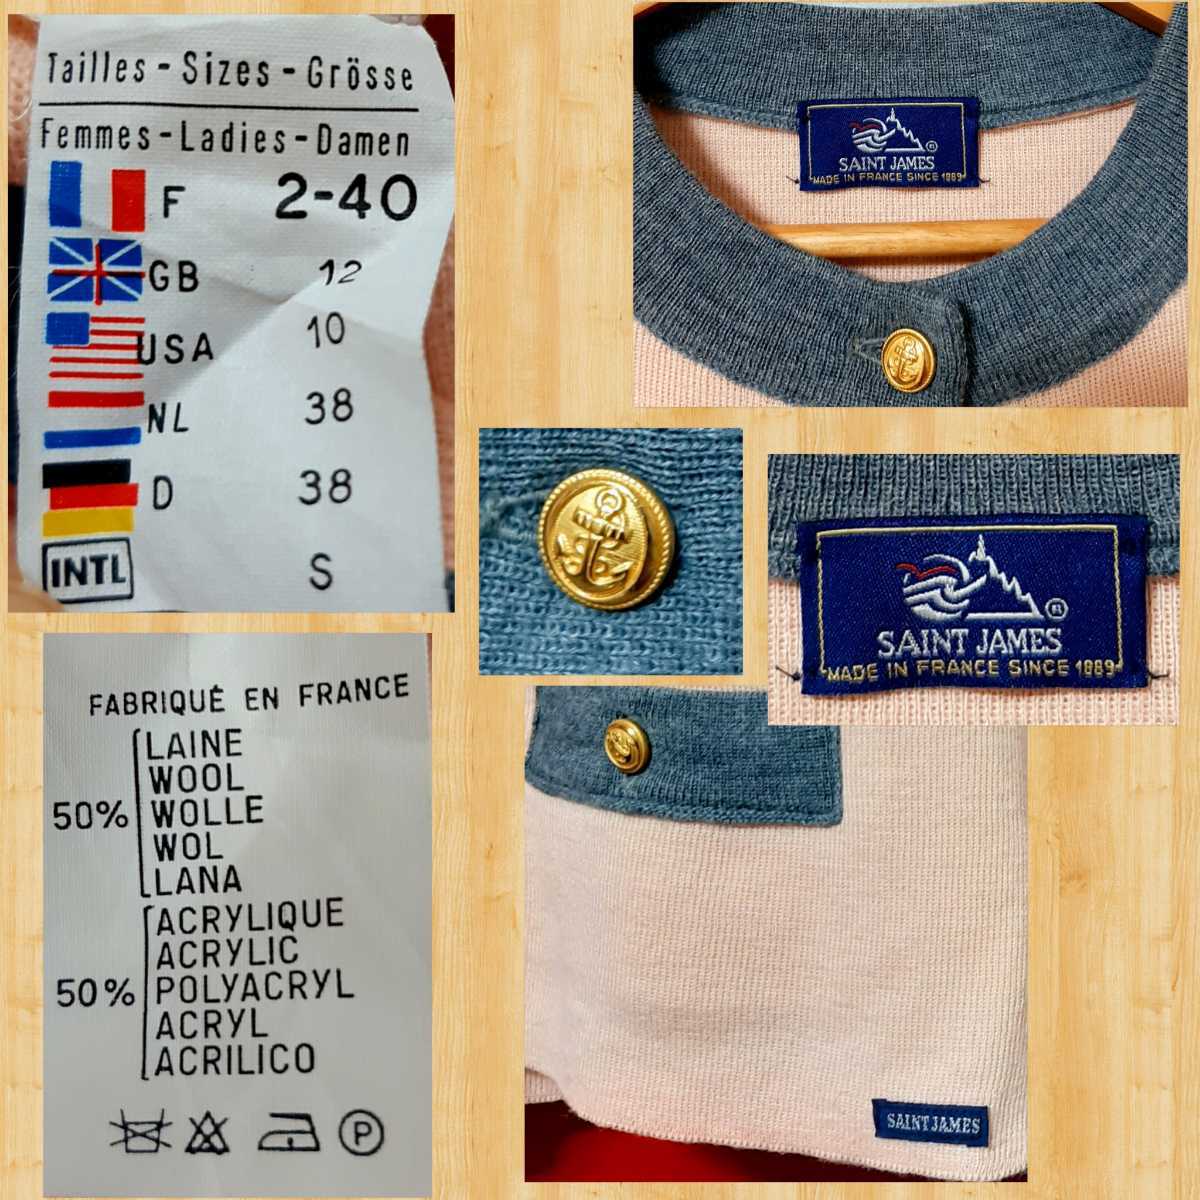 Tailles - Sizes - Grösse
Femmes - Ladies - Damen
F 2-40
GB 12
USA 10
NL 38
D 38
INTL S
SAINT JAMES
MADE IN FRANCE SINCE 1889
SAINT JAMES
MADE IN FRANCE SINCE 1889
FABRIQUÉ EN FRANCE
LAINE
WOOL
50% WOLLE
WOL
LANA
ACRYLIQUE
ACRYLIC
50% POLYACRYL
ACRYL
ACRILICO
P
SAINT JAMES